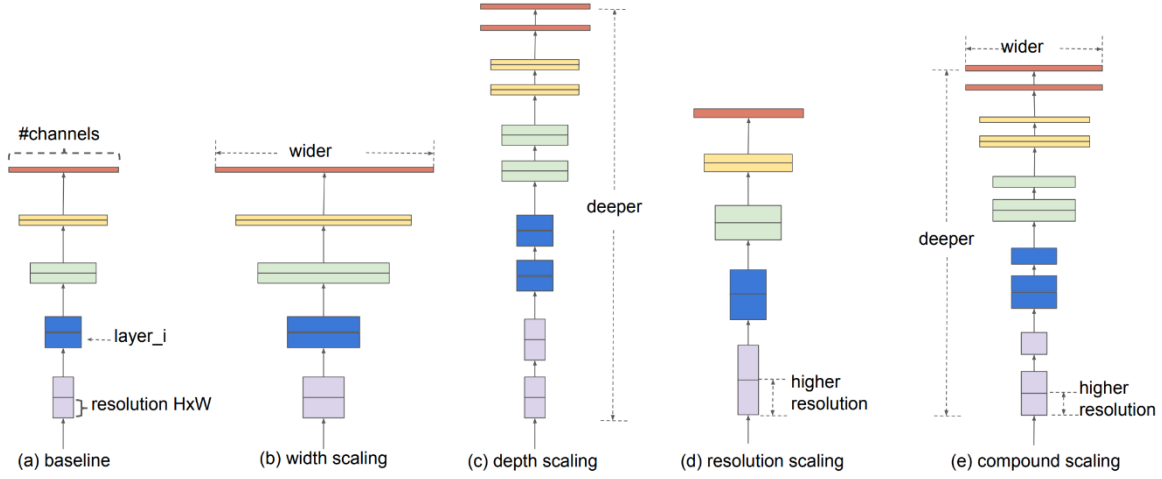 #channels
layer_i
resolution HxW
(a) baseline
wider
(b) width scaling
deeper
(c) depth scaling
higher
resolution
(d) resolution scaling
wider
deeper
higher
resolution
(e) compound scaling